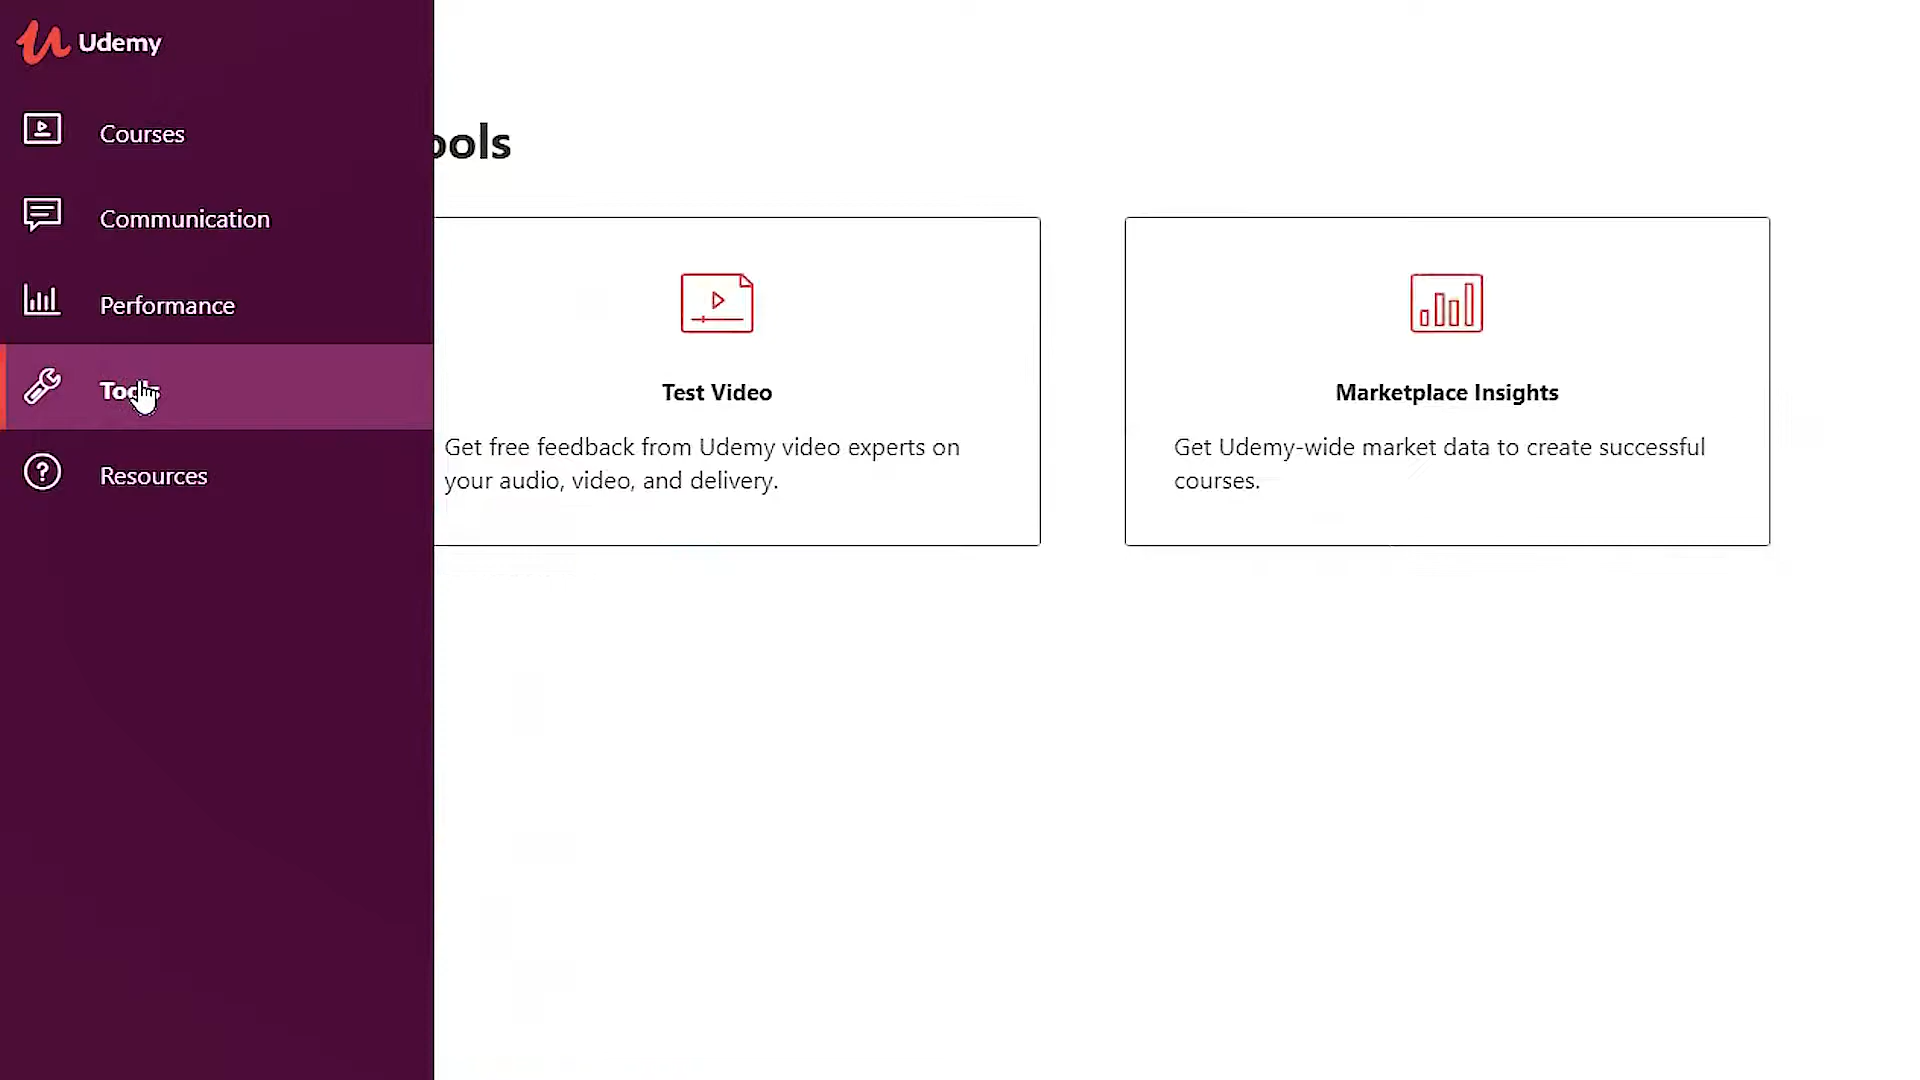 Udemy
Courses
Communication
Performance
Tools
Resources
ools
Test Video
Get free feedback from Udemy video experts on
your audio, video, and delivery.
Marketplace Insights
Get Udemy-wide market data to create successful
courses.